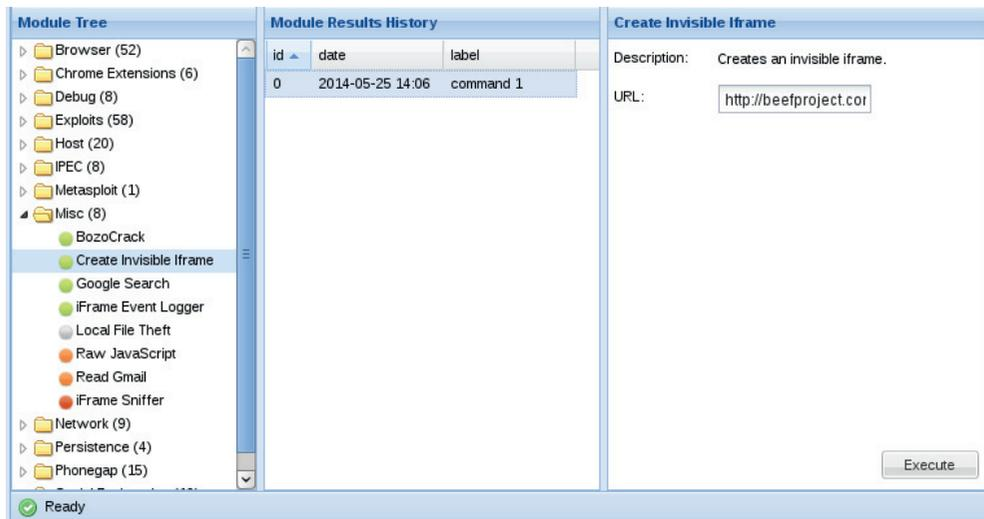 Module Tree
Browser (52)
Chrome Extensions (6)
Debug (8)
Exploits (58)
Host (20)
IPEC (8)
Metasploit (1)
Misc (8)
BozoCrack
Create Invisible Iframe
Google Search
iFrame Event Logger
Local File Theft
Raw JavaScript
Read Gmail
iFrame Sniffer
Network (9)
Persistence (4)
Phonegap (15)
Module Results History
id date label
0 2014-05-25 14:06 command 1
Create Invisible Iframe
Description: Creates an invisible iframe.
URL: http://beefproject.cor
Execute
Ready